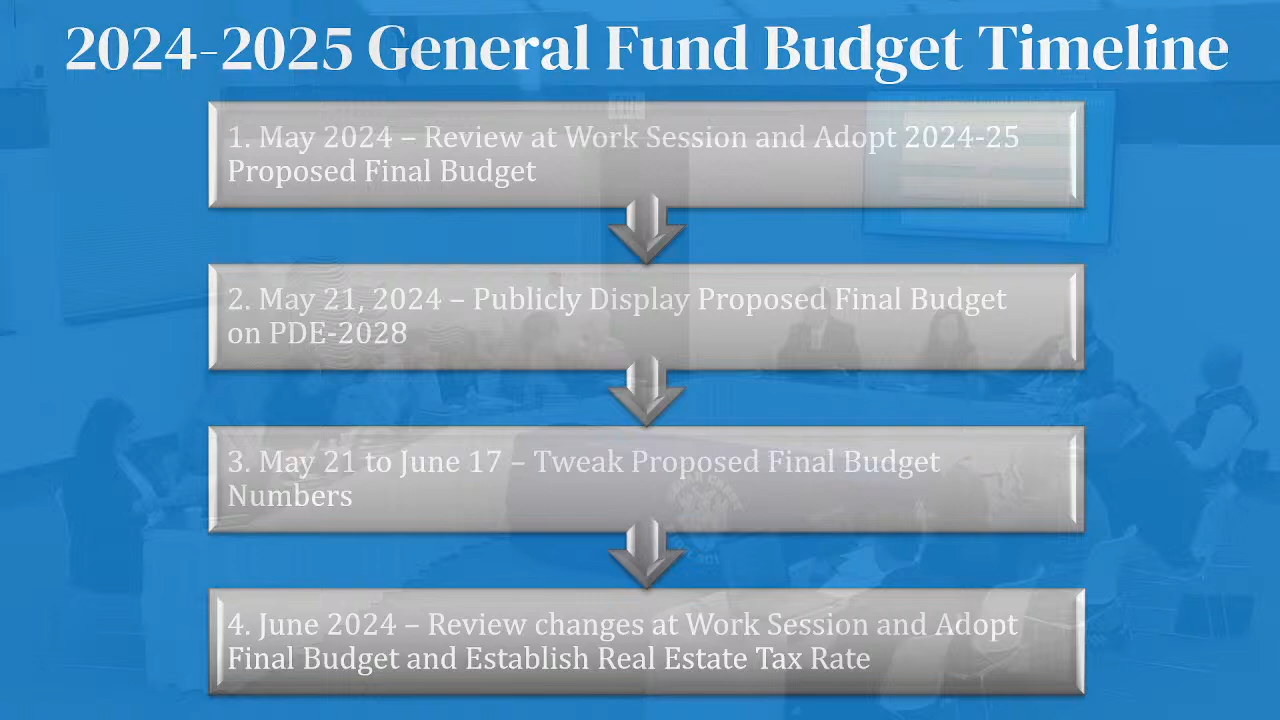 2024-2025 General Fund Budget Timeline
1. May 2024 – Review at Work Session and Adopt 2024-25
Proposed Final Budget
2. May 21, 2024 – Publicly Display Proposed Final Budget
on PDE-2028
3. May 21 to June 17 – Tweak Proposed Final Budget
Numbers
4. June 2024 – Review changes at Work Session and Adopt
Final Budget and Establish Real Estate Tax Rate